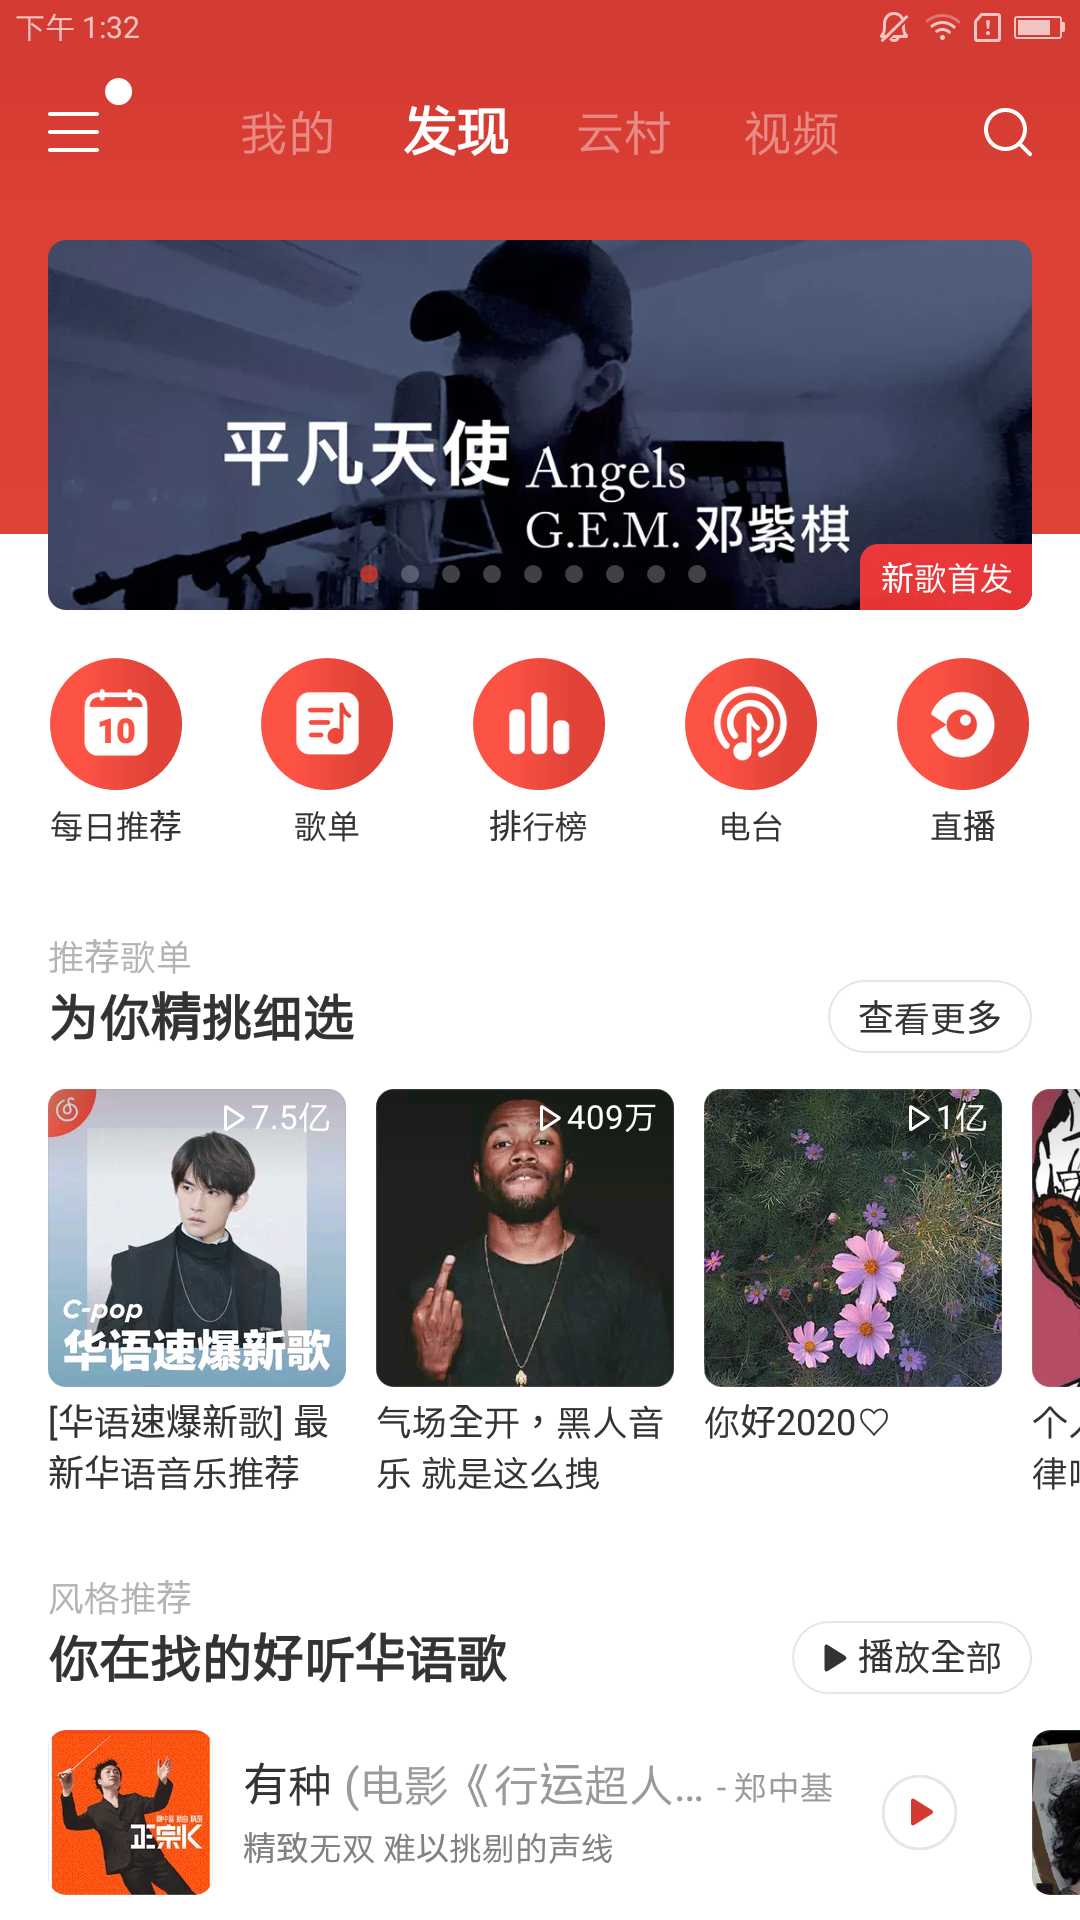 下午 1:32
我的
发现
云村
视频
平凡天使 Angels
G.E.M. 邓紫棋
新歌首发
10
每日推荐
歌单
排行榜
电台
直播
推荐歌单
为你精挑细选
查看更多
7.5亿
C-pop
华语速爆新歌
409万
1亿
[华语速爆新歌] 最
新华语音乐推荐
气场全开，黑人音
乐 就是这么拽
你好2020♡
风格推荐
你在找的好听华语歌
播放全部
正宗K
有种 (电影《行运超人... - 郑中基
精致无双 难以挑剔的声线